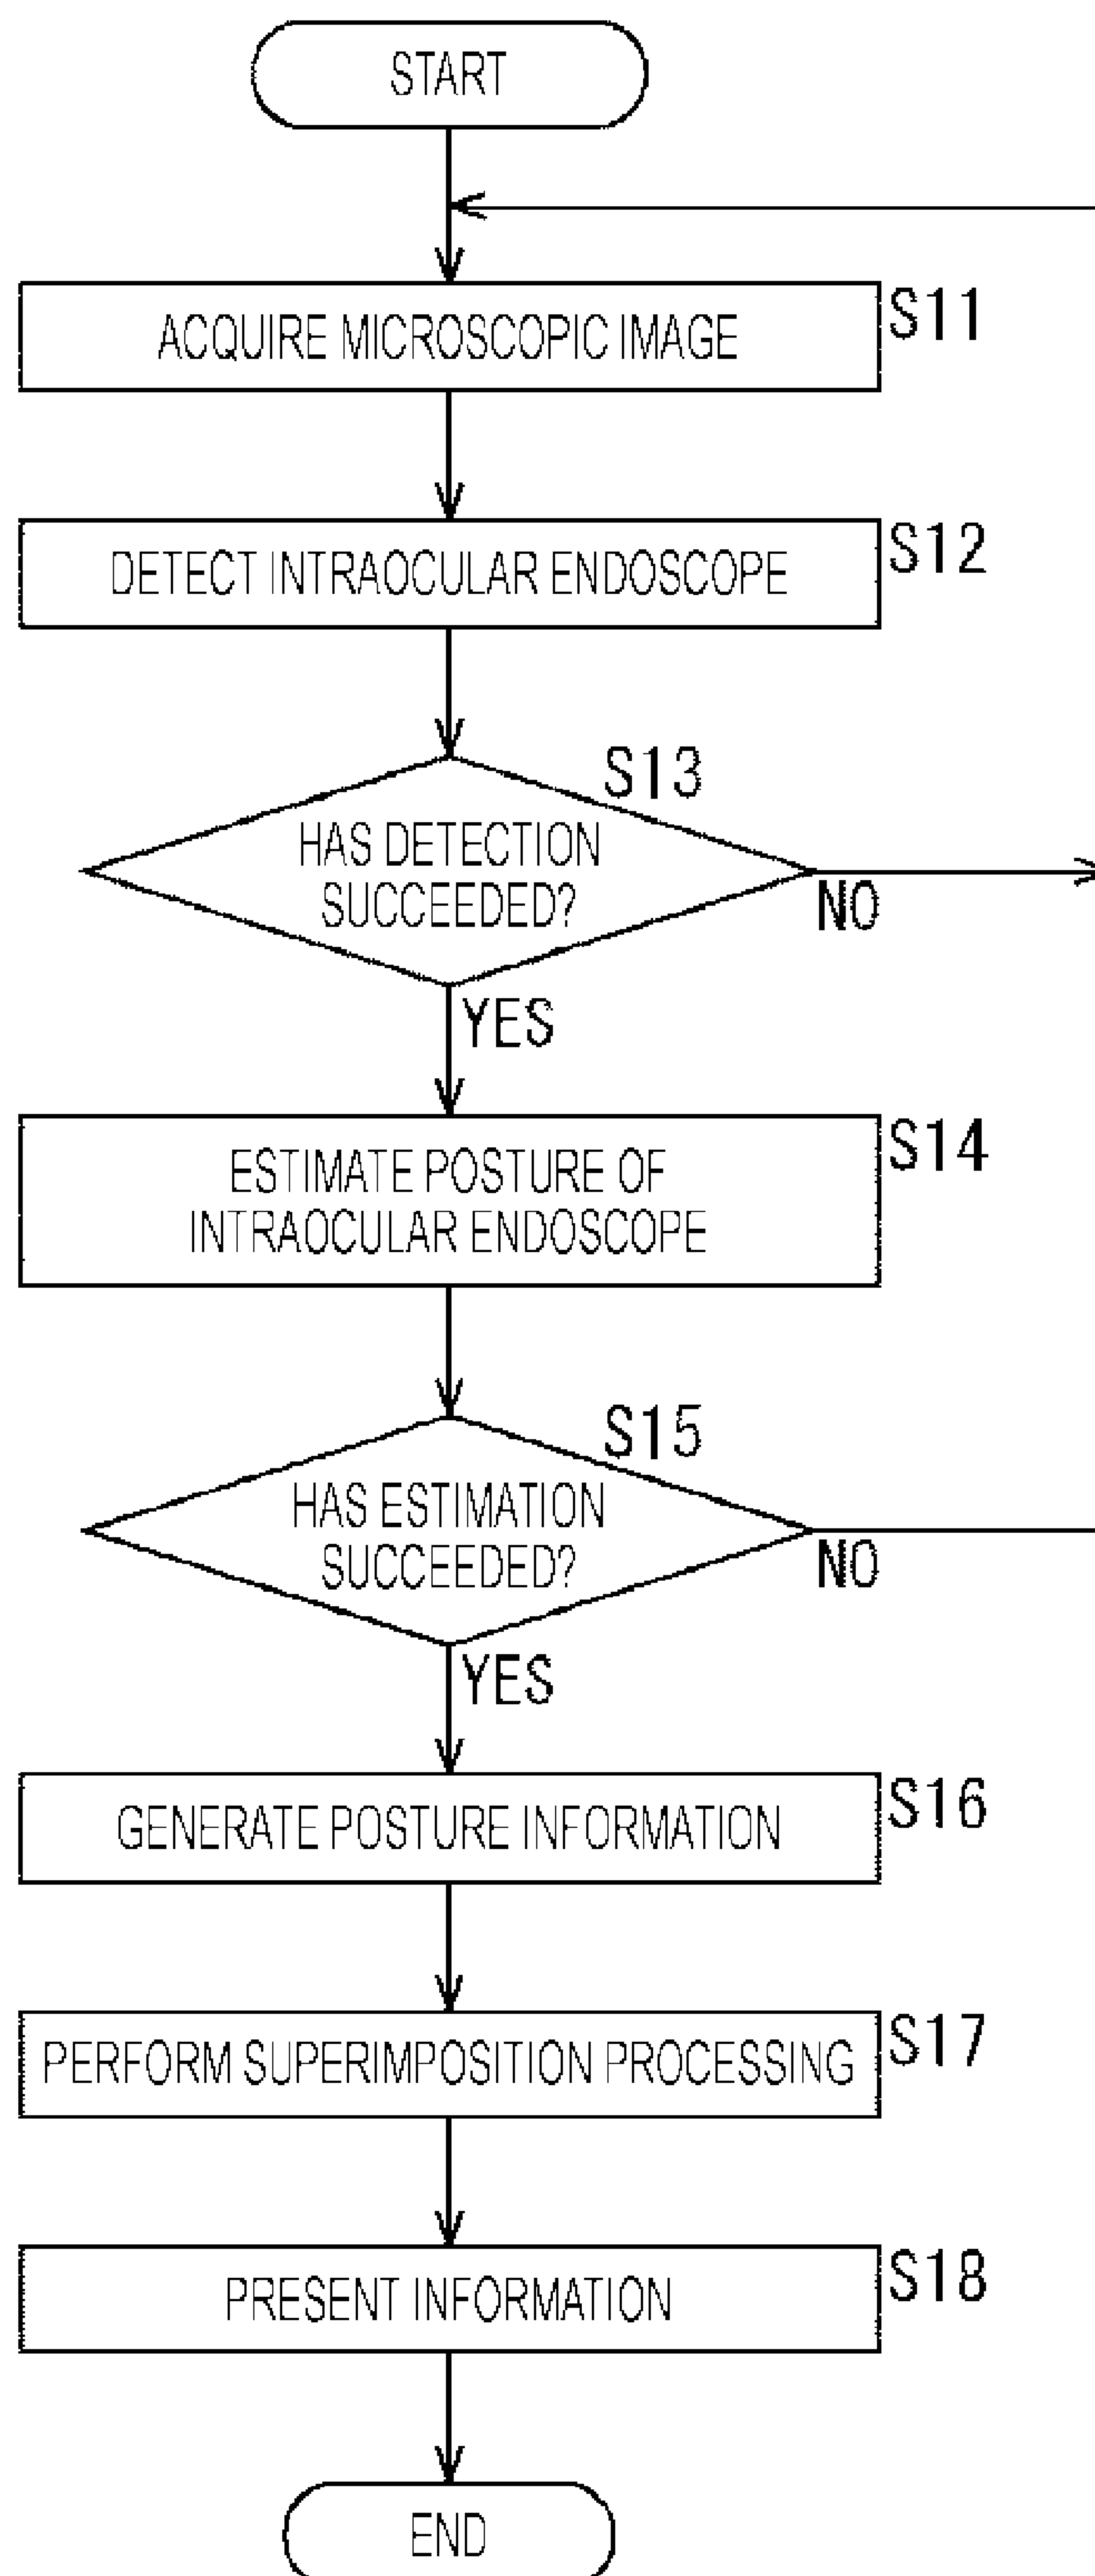 START
ACQUIRE MICROSCOPIC IMAGE
S11
DETECT INTRAOCULAR ENDOSCOPE
S12
S13
HAS DETECTION
SUCCEEDED?
NO
YES
ESTIMATE POSTURE OF
INTRAOCULAR ENDOSCOPE
S14
S15
HAS ESTIMATION
SUCCEEDED?
NO
YES
GENERATE POSTURE INFORMATION
S16
PERFORM SUPERIMPOSITION PROCESSING
S17
PRESENT INFORMATION
S18
END